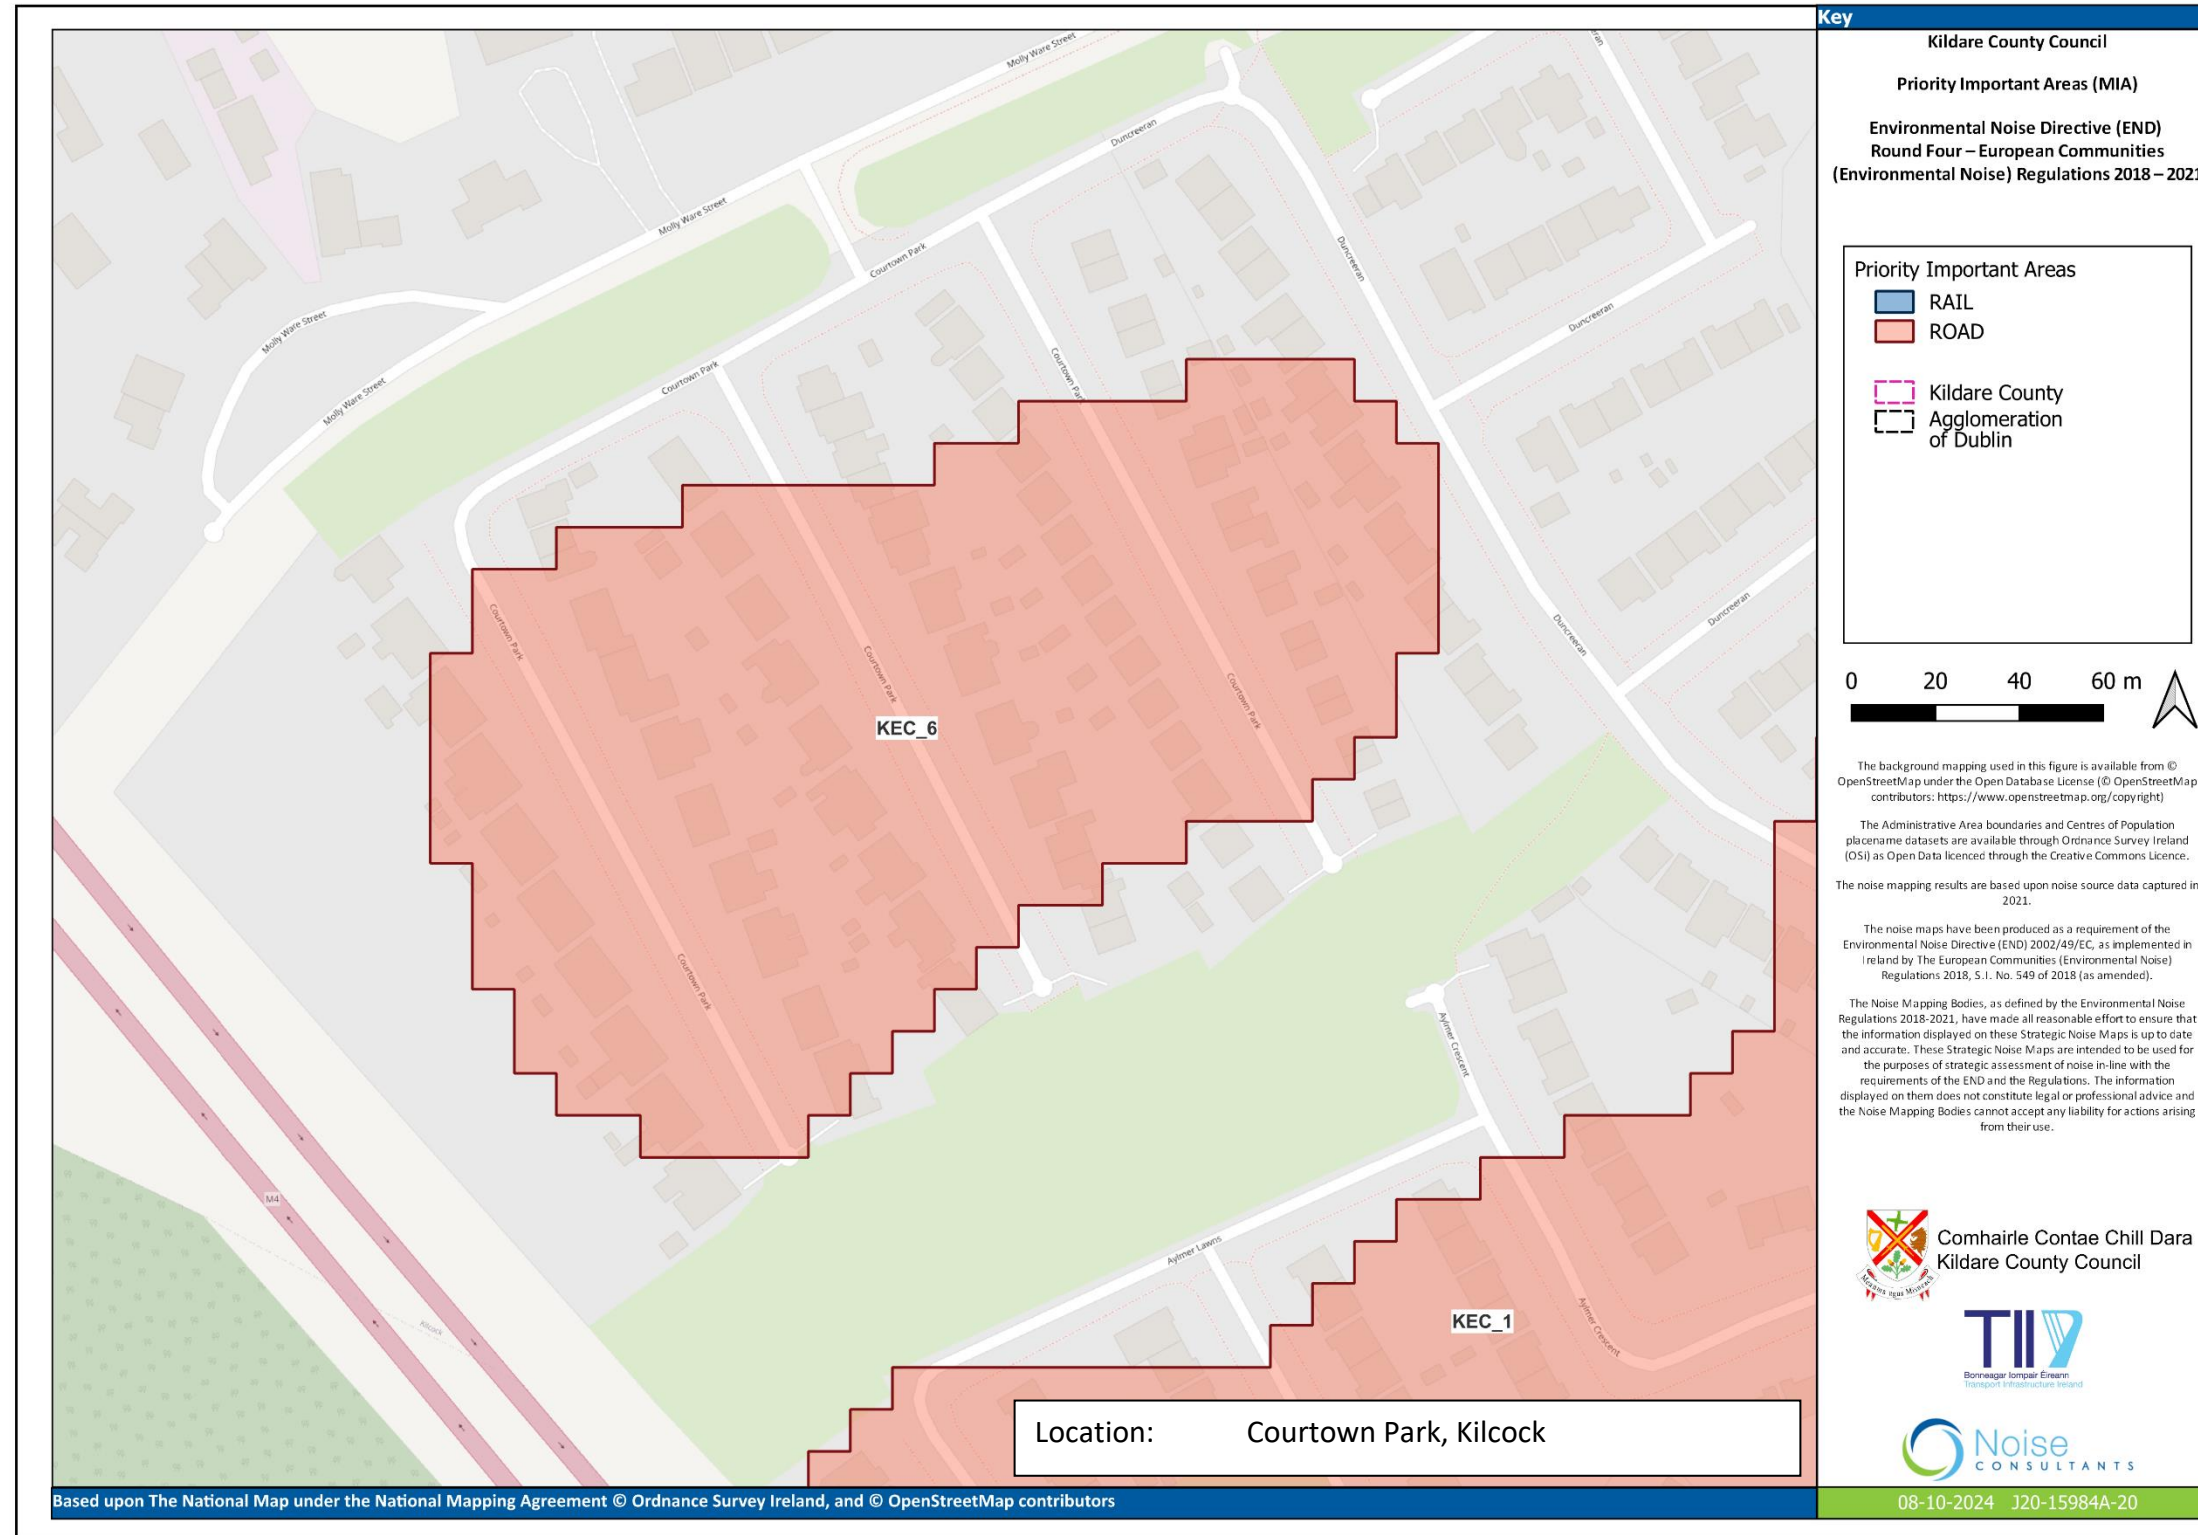 Key
Kildare County Council
Priority Important Areas (MIA)
Environmental Noise Directive (END)
Round Four – European Communities
(Environmental Noise) Regulations 2018 – 2021
Priority Important Areas
RAIL
ROAD
Kildare County
Agglomeration
of Dublin
0 20 40 60 m
The background mapping used in this figure is available from ©
OpenStreetMap under the Open Database License (© OpenStreetMap
contributors: https://www.openstreetmap.org/copyright)
The Administrative Area boundaries and Centres of Population
placename datasets are available through Ordnance Survey Ireland
(OSi) as Open Data licenced through the Creative Commons Licence.
The noise mapping results are based upon noise source data captured in
2021.
The noise maps have been produced as a requirement of the
Environmental Noise Directive (END) 2002/49/EC, as implemented in
Ireland by The European Communities (Environmental Noise)
Regulations 2018, S.I. No. 549 of 2018 (as amended).
The Noise Mapping Bodies, as defined by the Environmental Noise
Regulations 2018-2021, have made all reasonable effort to ensure that
the information displayed on these Strategic Noise Maps is up to date
and accurate. These Strategic Noise Maps are intended to be used for
the purposes of strategic assessment of noise in-line with the
requirements of the END and the Regulations. The information
displayed on them does not constitute legal or professional advice and
the Noise Mapping Bodies cannot accept any liability for actions arising
from their use.
Comhairle Contae Chill Dara
Kildare County Council
TII
Bonneagar Iompair Éireann
Transport Infrastructure Ireland
Noise
CONSULTANTS
08-10-2024 J20-15984A-20
Molly Ware Street
Molly Ware Street
Molly Ware Street
Molly Ware Street
Duncreeran
Duncreeran
Duncreeran
Duncreeran
Duncreeran
Courtown Park
Courtown Park
Courtown Park
Courtown Park
Courtown Park
Courtown Park
Courtown Park
KEC_6
M4
Kilcock
Aylmer Crescent
Aylmer Lawns
Aylmer Crescent
KEC_1
Location: Courtown Park, Kilcock
Based upon The National Map under the National Mapping Agreement © Ordnance Survey Ireland, and © OpenStreetMap contributors